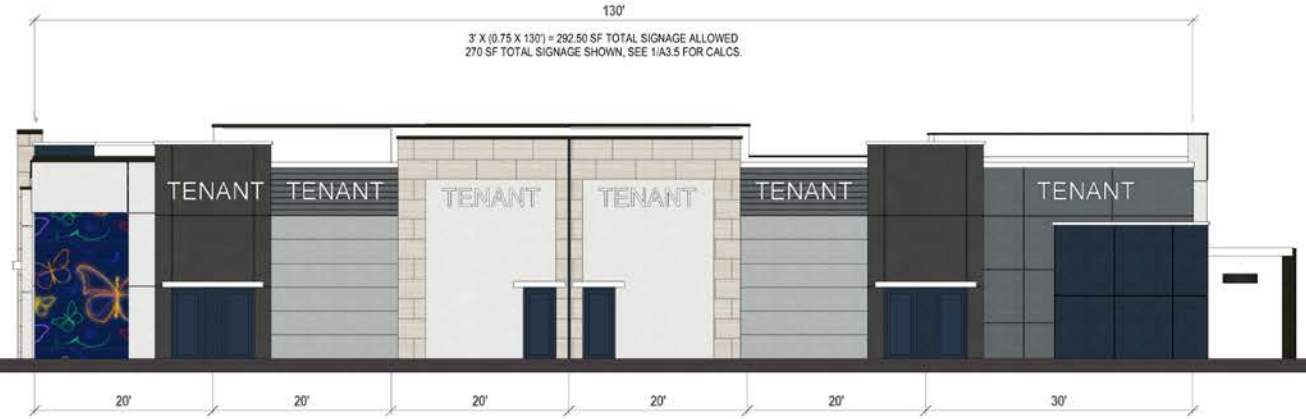 130'
3' X (0.75 X 130') = 292.50 SF TOTAL SIGNAGE ALLOWED
270 SF TOTAL SIGNAGE SHOWN, SEE 1/A3.5 FOR CALCS.
TENANT TENANT TENANT TENANT TENANT TENANT
20' 20' 20' 20' 20' 30'